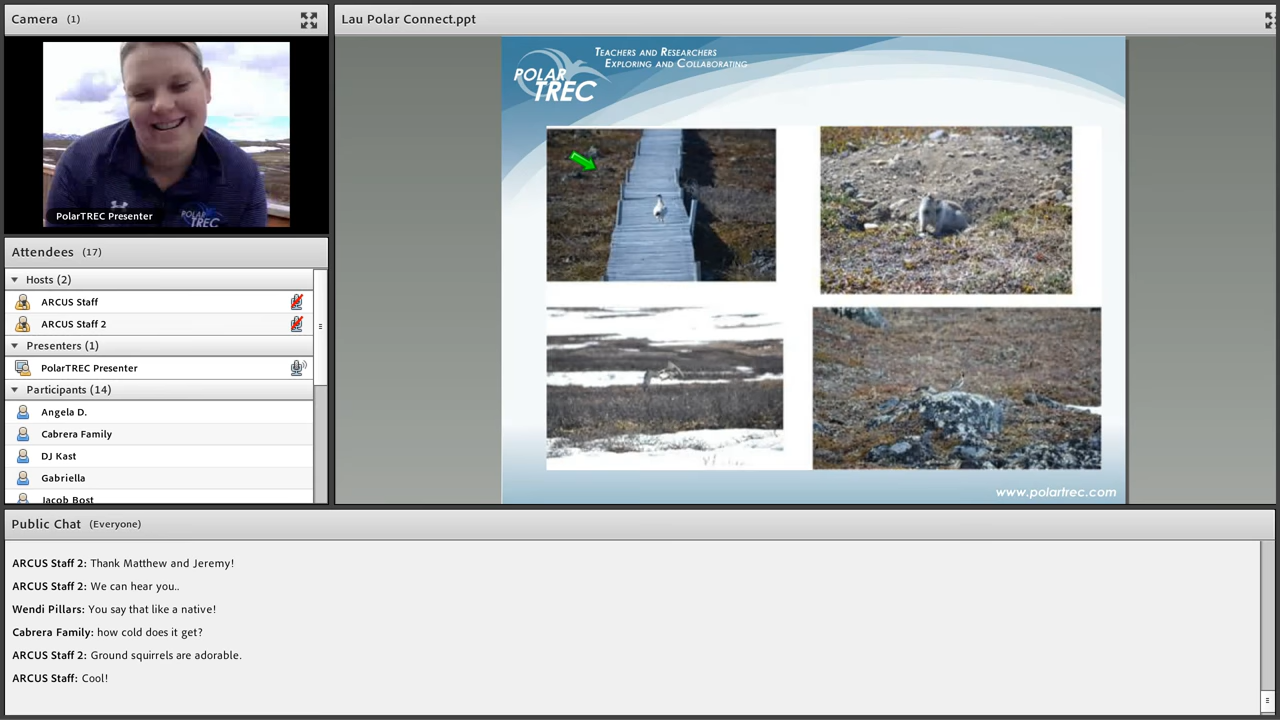 Camera (1)
PolarTREC Presenter
POLAR TREC
Attendees (17)
Hosts (2)
ARCUS Staff
ARCUS Staff 2
Presenters (1)
PolarTREC Presenter
Participants (14)
Angela D.
Cabrera Family
DJ Kast
Gabriella
Jacob Bost
Lau Polar Connect.ppt
TEACHERS AND RESEARCHERS
EXPLORING AND COLLABORATING
POLAR
TREC
www.polartrec.com
Public Chat (Everyone)
ARCUS Staff 2: Thank Matthew and Jeremy!
ARCUS Staff 2: We can hear you..
Wendi Pillars: You say that like a native!
Cabrera Family: how cold does it get?
ARCUS Staff 2: Ground squirrels are adorable.
ARCUS Staff: Cool!